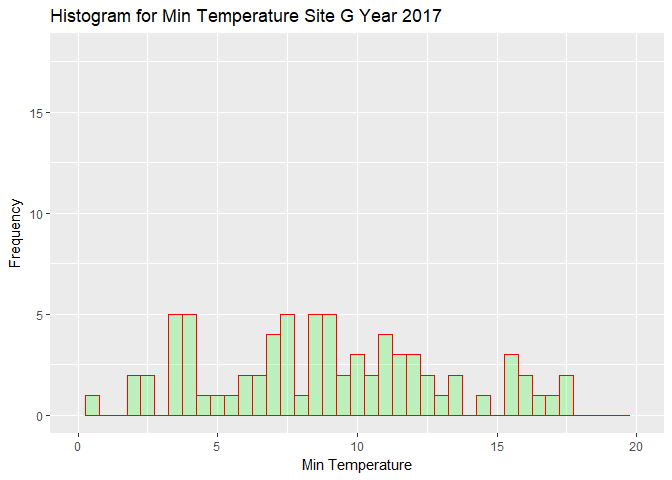 Histogram for Min Temperature Site G Year 2017
Frequency
15
10
5
0
0 5 10 15 20
Min Temperature